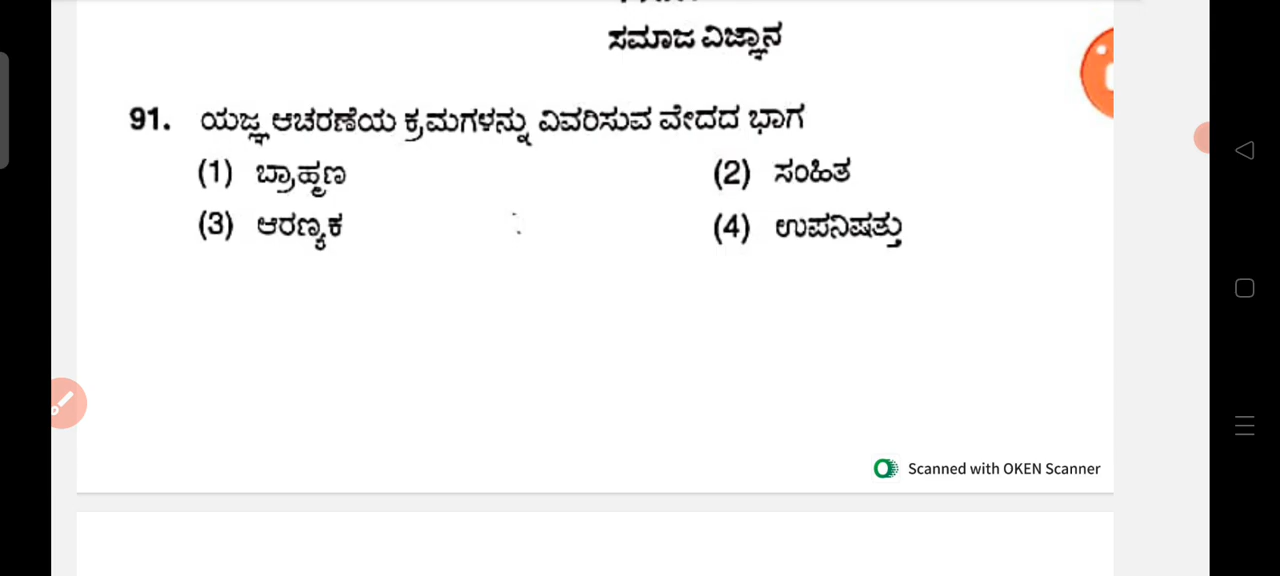 ಸಮಾಜ ವಿಜ್ಞಾನ
91. ಯಜ್ಞ ಆಚರಣೆಯ ಕ್ರಮಗಳನ್ನು ವಿವರಿಸುವ ವೇದದ ಭಾಗ
(1) ಬ್ರಾಹ್ಮಣ (2) ಸಂಹಿತ
(3) ಆರಣ್ಯಕ (4) ಉಪನಿಷತ್ತು
Scanned with OKEN Scanner